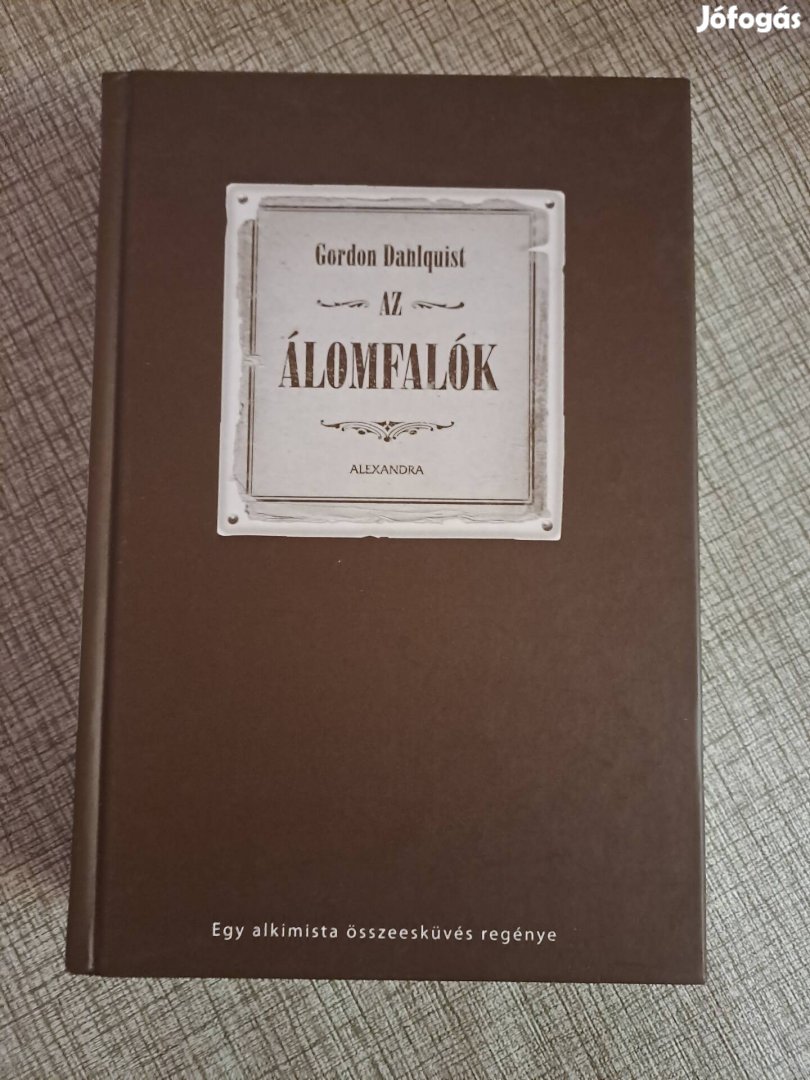 Jófogás
Gordon Dahlquist
AZ
ÁLOMFALÓK
ALEXANDRA
Egy alkimista összeesküvés regénye